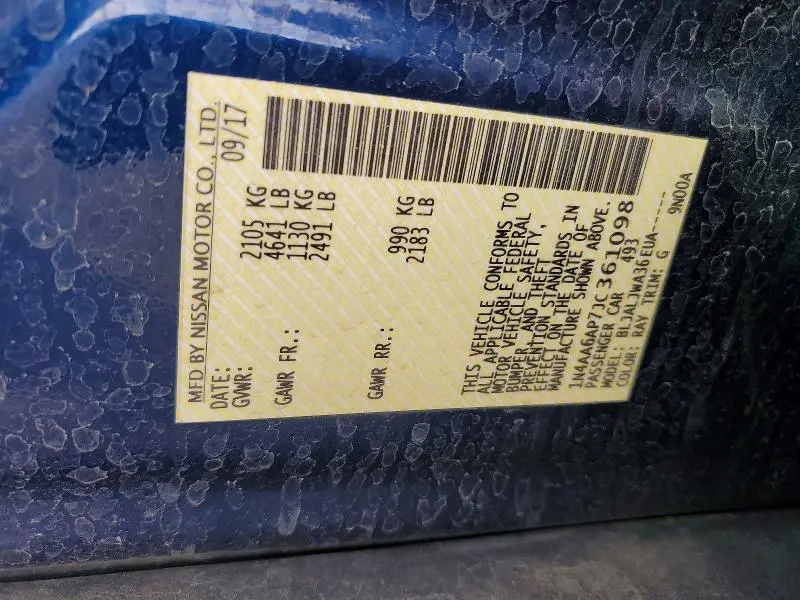 MFD BY NISSAN MOTOR CO., LTD.
DATE: 09/17
GVWR: 2105 KG
4641 LB
GAWR FR.: 1130 KG
2491 LB
GAWR RR.: 990 KG
2183 LB
THIS VEHICLE CONFORMS TO
ALL APPLICABLE FEDERAL
MOTOR VEHICLE SAFETY,
BUMPER, AND THEFT
PREVENTION STANDARDS IN
EFFECT ON THE DATE OF
MANUFACTURE SHOWN ABOVE.
1N4AA6AP7JC361098
PASSENGER CAR 493
MODEL: BLJALJWA36EUA-----
COLOR: RAY TRIM: G 9N00A